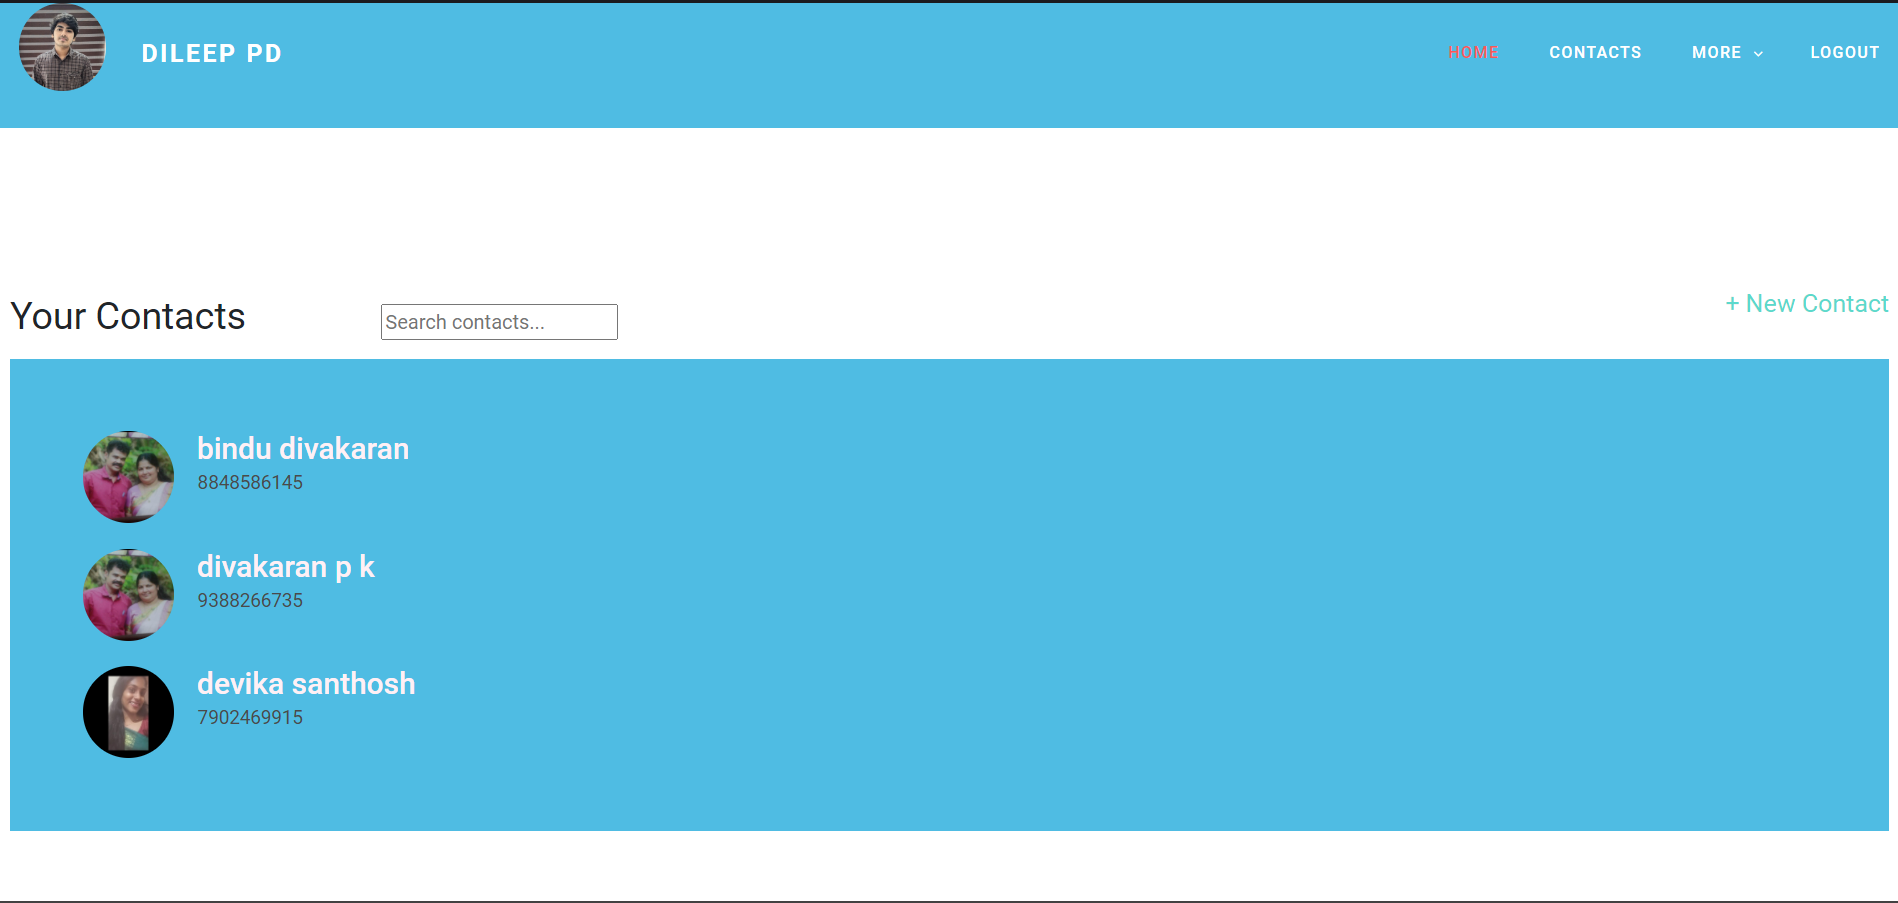 DILEEP PD
HOME CONTACTS MORE LOGOUT
Your Contacts
Search contacts...
+ New Contact
bindu divakaran
8848586145
divakaran p k
9388266735
devika santhosh
7902469915